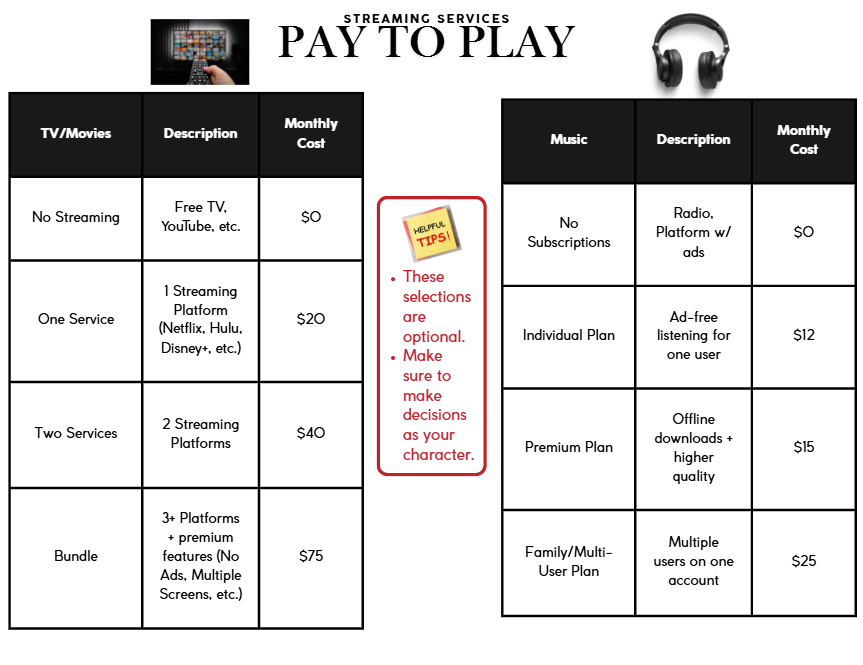 STREAMING SERVICES
PAY TO PLAY
TV/Movies
Description
Monthly
Cost
No Streaming
Free TV,
YouTube, etc.
$0
One Service
1 Streaming
Platform
(Netflix, Hulu,
Disney+, etc.)
$20
Two Services
2 Streaming
Platforms
$40
Bundle
3+ Platforms
+ premium
features (No
Ads, Multiple
Screens, etc.)
$75
HELPFUL
TIPS!
• These
selections
are
optional.
• Make
sure to
make
decisions
as your
character.
Music
Description
Monthly
Cost
No
Subscriptions
Radio,
Platform w/
ads
$0
Individual Plan
Ad-free
listening for
one user
$12
Premium Plan
Offline
downloads +
higher
quality
$15
Family/Multi-
User Plan
Multiple
users on one
account
$25